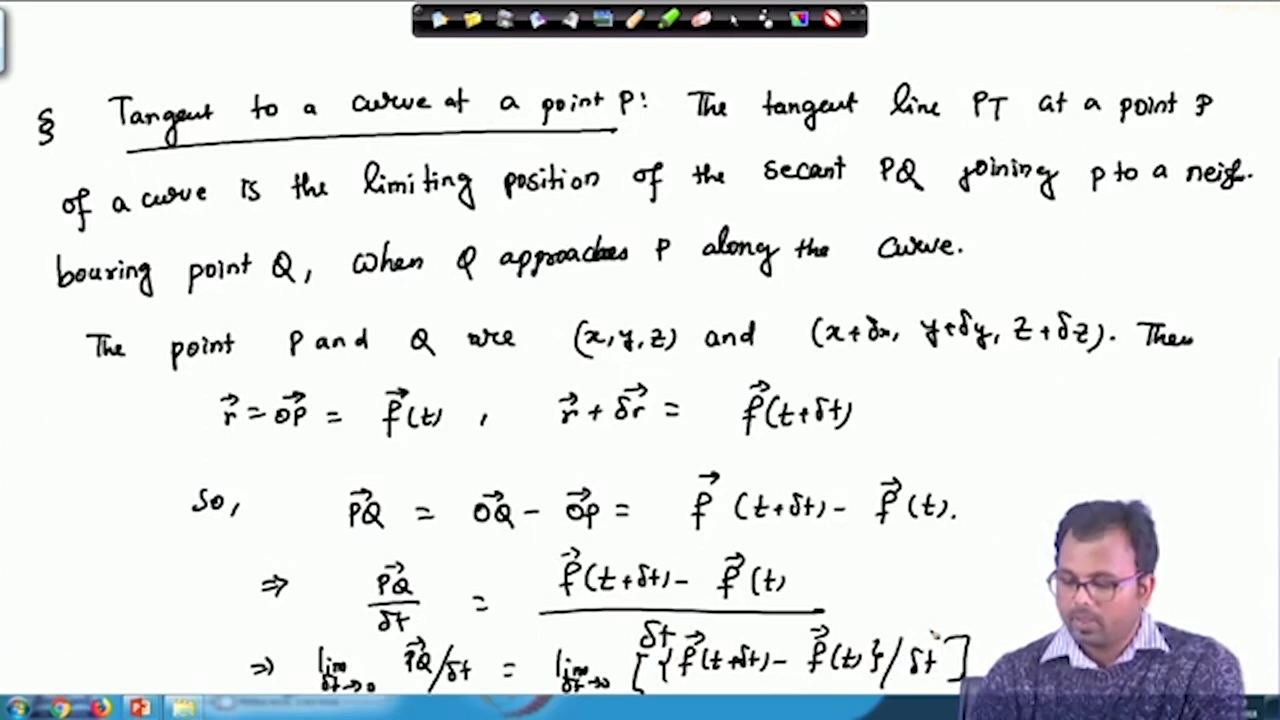 § Tangent to a curve at a point P: The tangent line PT at a point P
of a curve is the limiting position of the secant PQ joining p to a neigh-
bouring point Q, when Q approaches P along the curve.
The point P and Q are (x, y, z) and (x+δx, y+δy, z+δz). Then
r⃗ = OP⃗ = f⃗(t), r⃗ + δr⃗ = f⃗(t+δt)
So, PQ⃗ = OQ⃗ - OP⃗ = f⃗(t+δt) - f⃗(t).
⇒ PQ⃗/δt = (f⃗(t+δt) - f⃗(t))/δt
⇒ lim δt→0 PQ⃗/δt = lim δt→0 [{f⃗(t+δt) - f⃗(t)}/δt]